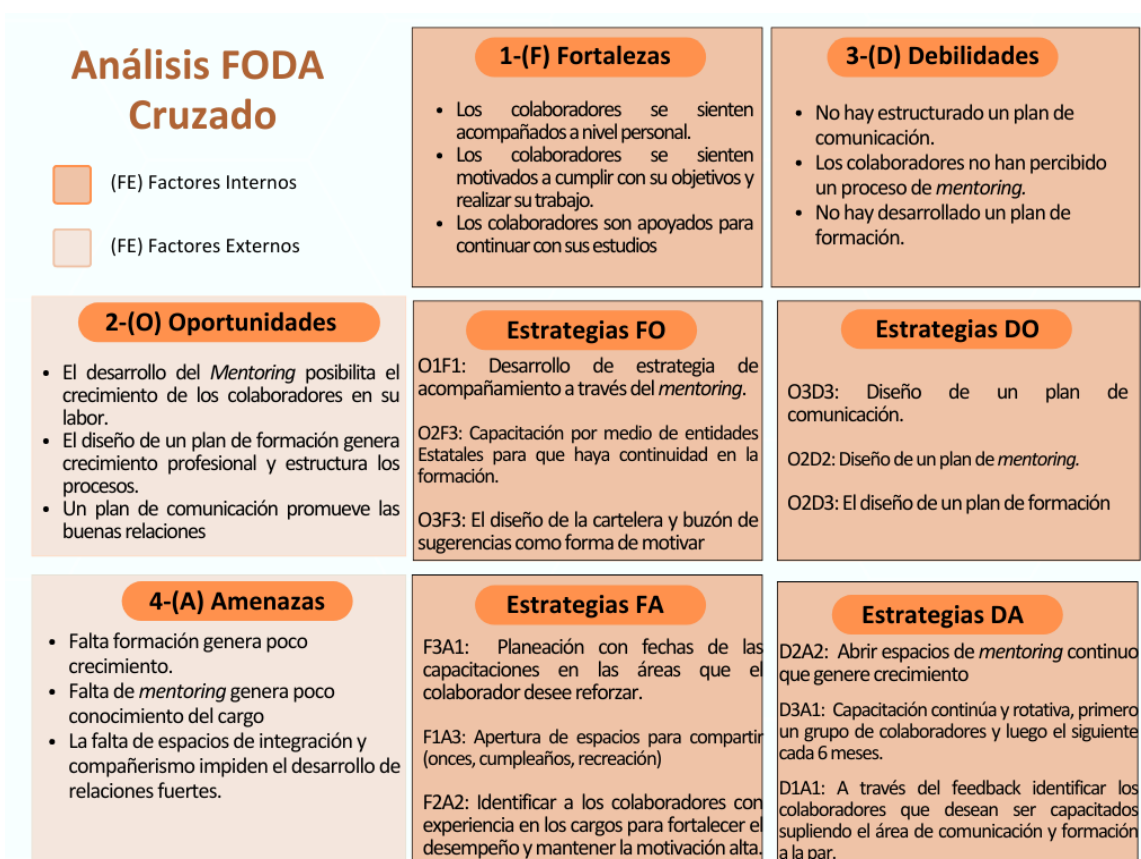 Análisis FODA
Cruzado
(FE) Factores Internos
(FE) Factores Externos
1-(F) Fortalezas
• Los colaboradores se sienten
acompañados a nivel personal.
• Los colaboradores se sienten
motivados a cumplir con su objetivos y
realizar su trabajo.
• Los colaboradores son apoyados para
continuar con sus estudios
3-(D) Debilidades
• No hay estructurado un plan de
comunicación.
• Los colaboradores no han percibido
un proceso de mentoring.
• No hay desarrollado un plan de
formación.
2-(O) Oportunidades
• El desarrollo del Mentoring posibilita el
crecimiento de los colaboradores en su
labor.
• El diseño de un plan de formación genera
crecimiento profesional y estructura los
procesos.
• Un plan de comunicación promueve las
buenas relaciones
Estrategias FO
O1F1: Desarrollo de estrategia de
acompañamiento a través del mentoring.
O2F3: Capacitación por medio de entidades
Estatales para que haya continuidad en la
formación.
O3F3: El diseño de la cartelera y buzón de
sugerencias como forma de motivar
Estrategias DO
O3D3: Diseño de un plan de
comunicación.
O2D2: Diseño de un plan de mentoring.
O2D3: El diseño de un plan de formación
4-(A) Amenazas
• Falta formación genera poco
crecimiento.
• Falta de mentoring genera poco
conocimiento del cargo
• La falta de espacios de integración y
compañerismo impiden el desarrollo de
relaciones fuertes.
Estrategias FA
F3A1: Planeación con fechas de las
capacitaciones en las áreas que el
colaborador desee reforzar.
F1A3: Apertura de espacios para compartir
(onces, cumpleaños, recreación)
F2A2: Identificar a los colaboradores con
experiencia en los cargos para fortalecer el
desempeño y mantener la motivación alta.
Estrategias DA
D2A2: Abrir espacios de mentoring continuo
que genere crecimiento
D3A1: Capacitación continúa y rotativa, primero
un grupo de colaboradores y luego el siguiente
cada 6 meses.
D1A1: A través del feedback identificar los
colaboradores que desean ser capacitados
supliendo el área de comunicación y formación
a la par.